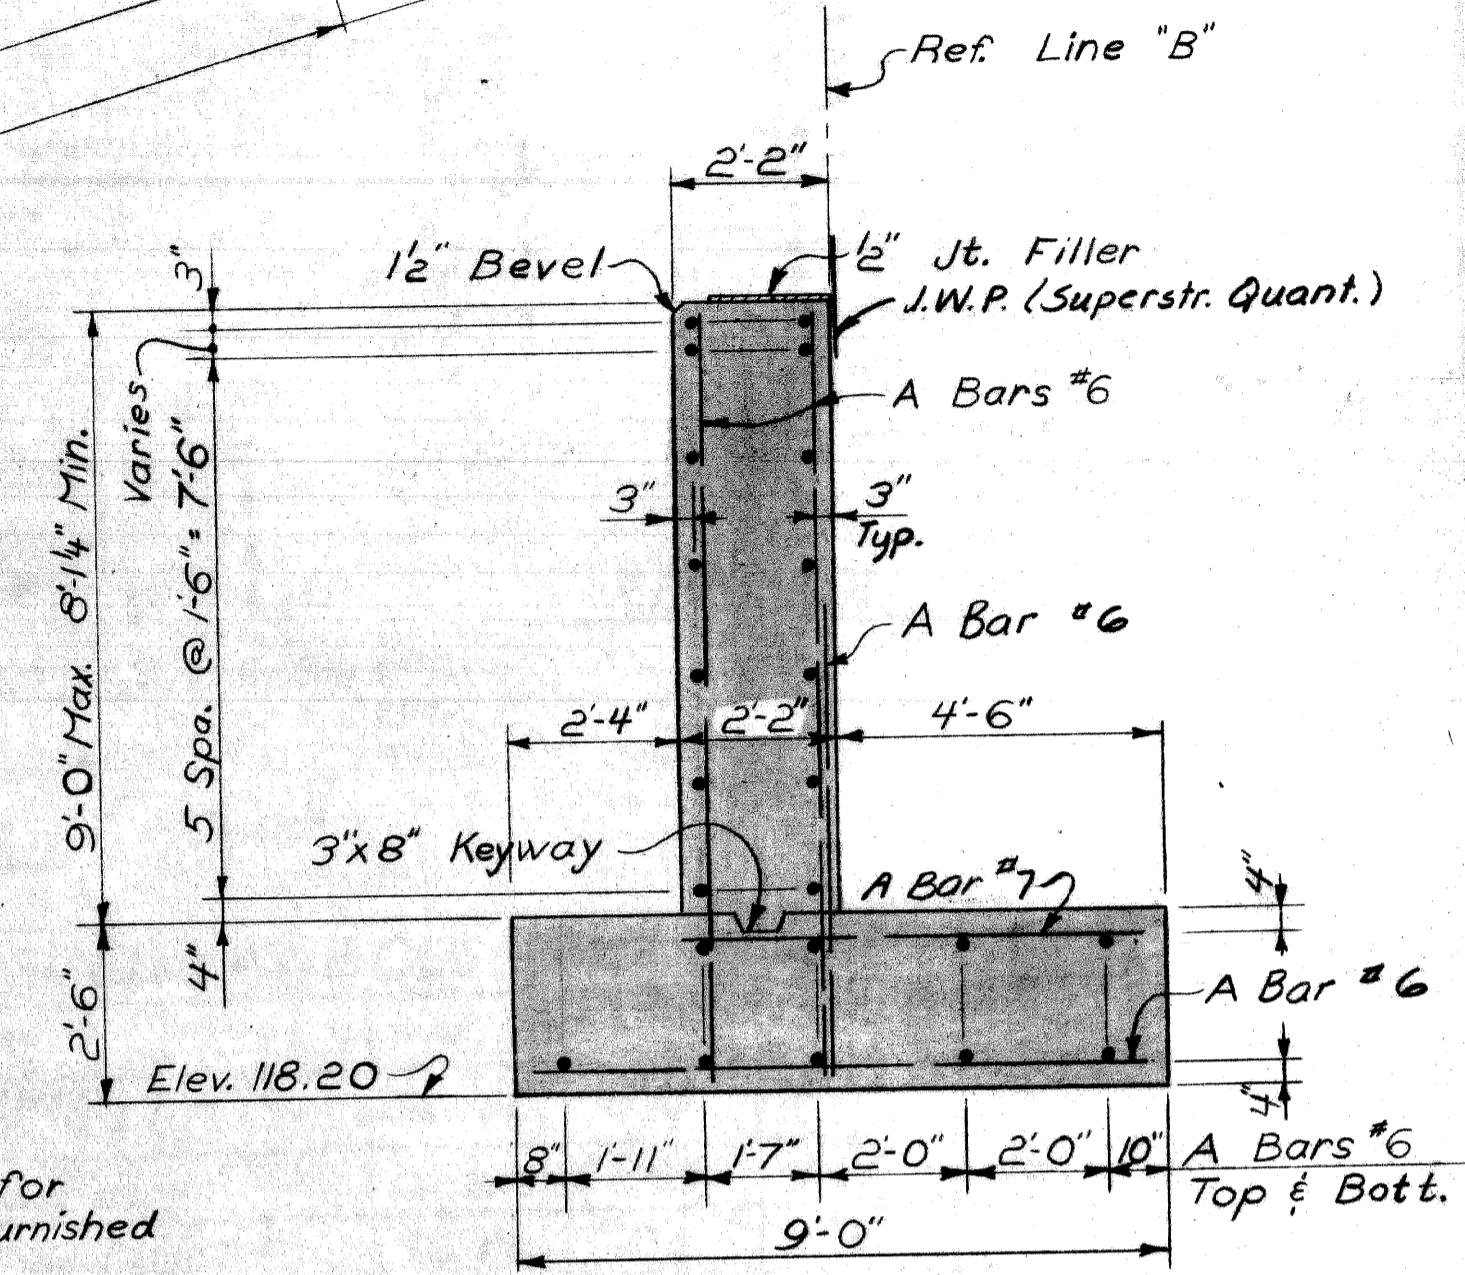 Ref. Line "B"
2'-2"
1½" Bevel
½" Jt. Filler
J.W.P. (Superstr. Quant.)
3"
Varies
A Bars #6
9'-0" Max. 8'-1¼" Min.
5 Spa. @ 1'-6" = 7'-6"
3"
3"
Typ.
A Bar #6
2'-4"
2'-2"
4'-6"
3"x8" Keyway
A Bar #7
4"
4"
2'-6"
A Bar #6
Elev. 118.20
4"
8"
1'-11"
1'-7"
2'-0"
2'-0"
10"
A Bars #6
Top & Bott.
9'-0"
for
urnished